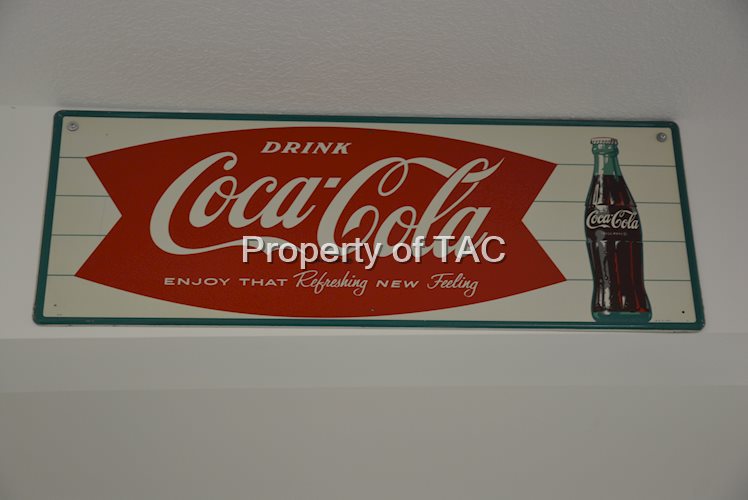 DRINK
Coca-Cola
ENJOY THAT Refreshing NEW Feeling
Coca-Cola
Property of TAC